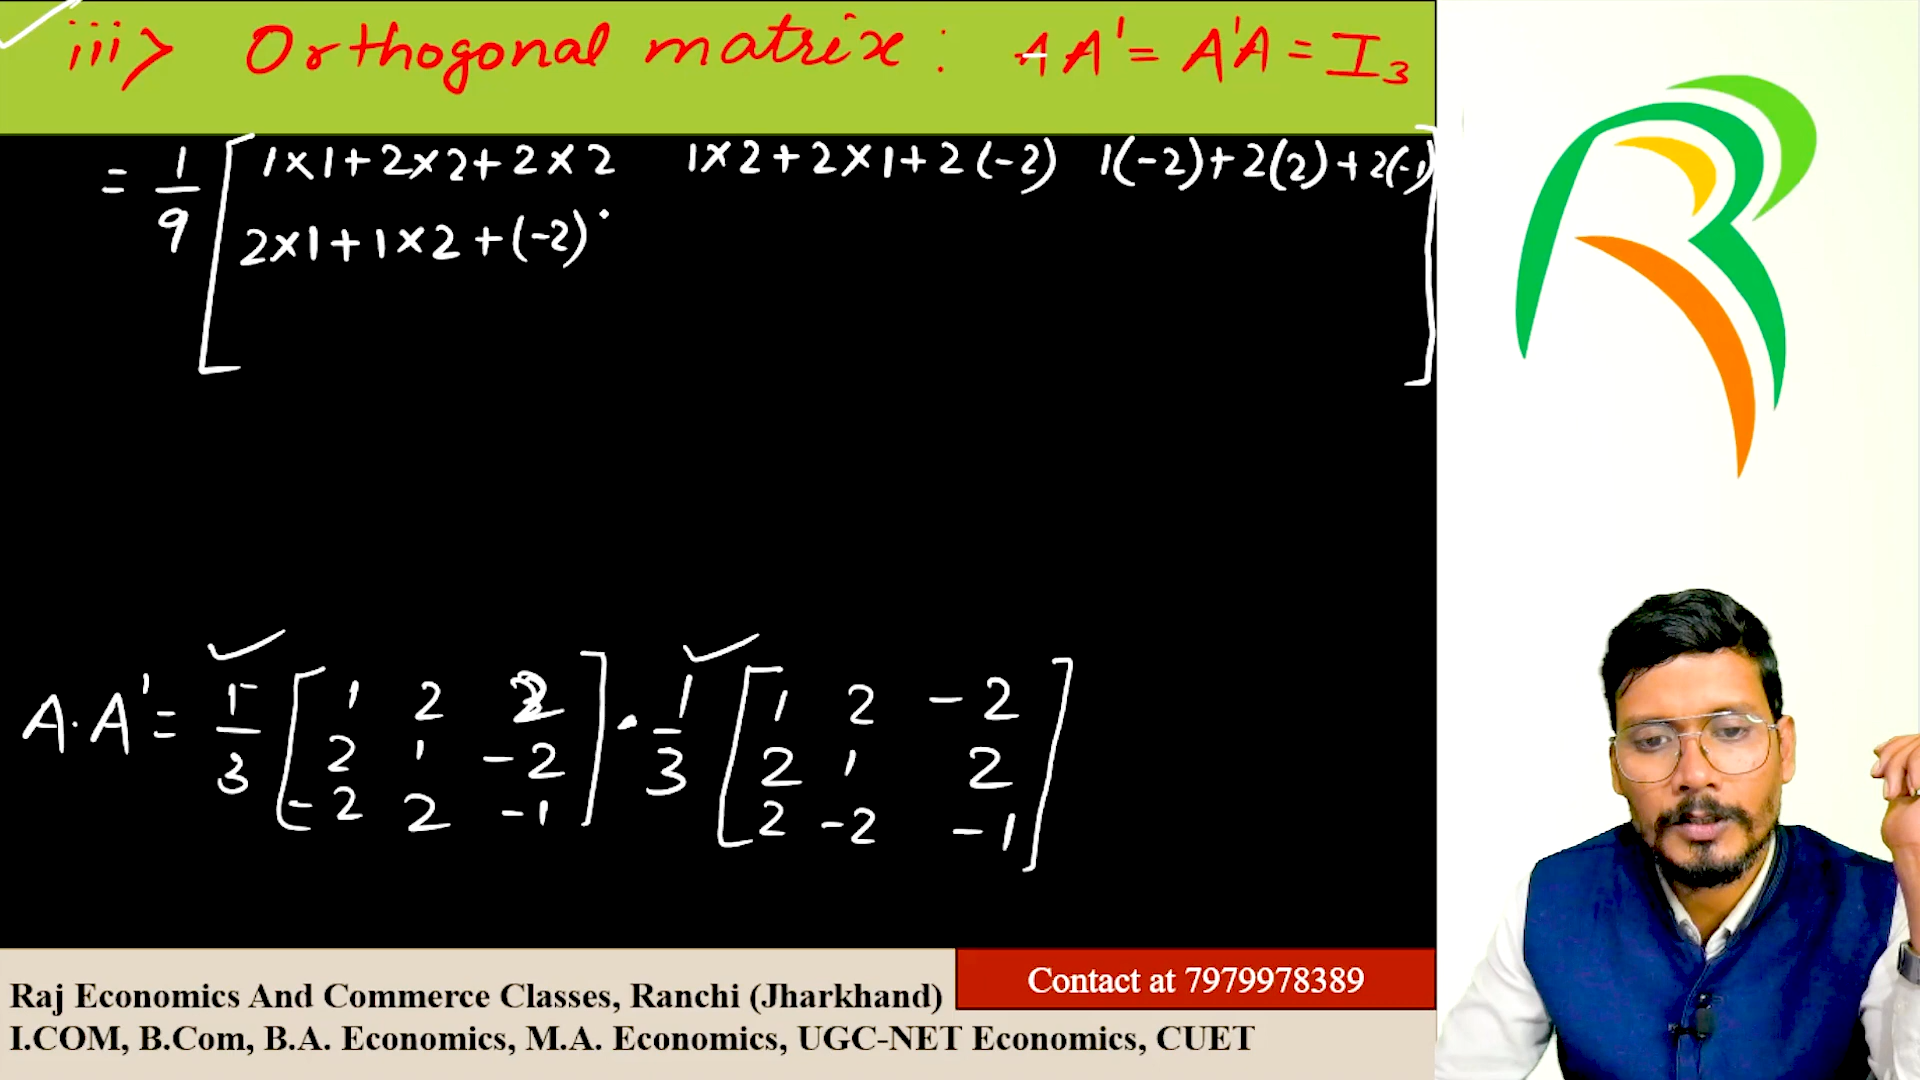 iii> Orthogonal matrix : AA' = A'A = I₃
= 1/9 [ 1×1+2×2+2×2 1×2+2×1+2(-2) 1(-2)+2(2)+2(-1)
2×1+1×2+(-2) ]
A·A' = 1/3 [ 1 2 2 ] · 1/3 [ 1 2 -2 ]
[ 2 1 -2 ] [ 2 1 2 ]
[ -2 2 -1 ] [ 2 -2 -1 ]
Raj Economics And Commerce Classes, Ranchi (Jharkhand)
Contact at 7979978389
I.COM, B.Com, B.A. Economics, M.A. Economics, UGC-NET Economics, CUET